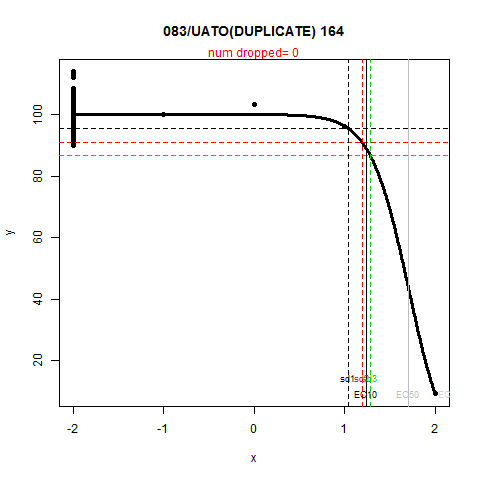 083/UATO(DUPLICATE) 164
num dropped= 0
y
100
80
60
40
20
EC10
EC50
EC
-2
-1
0
1
2
x